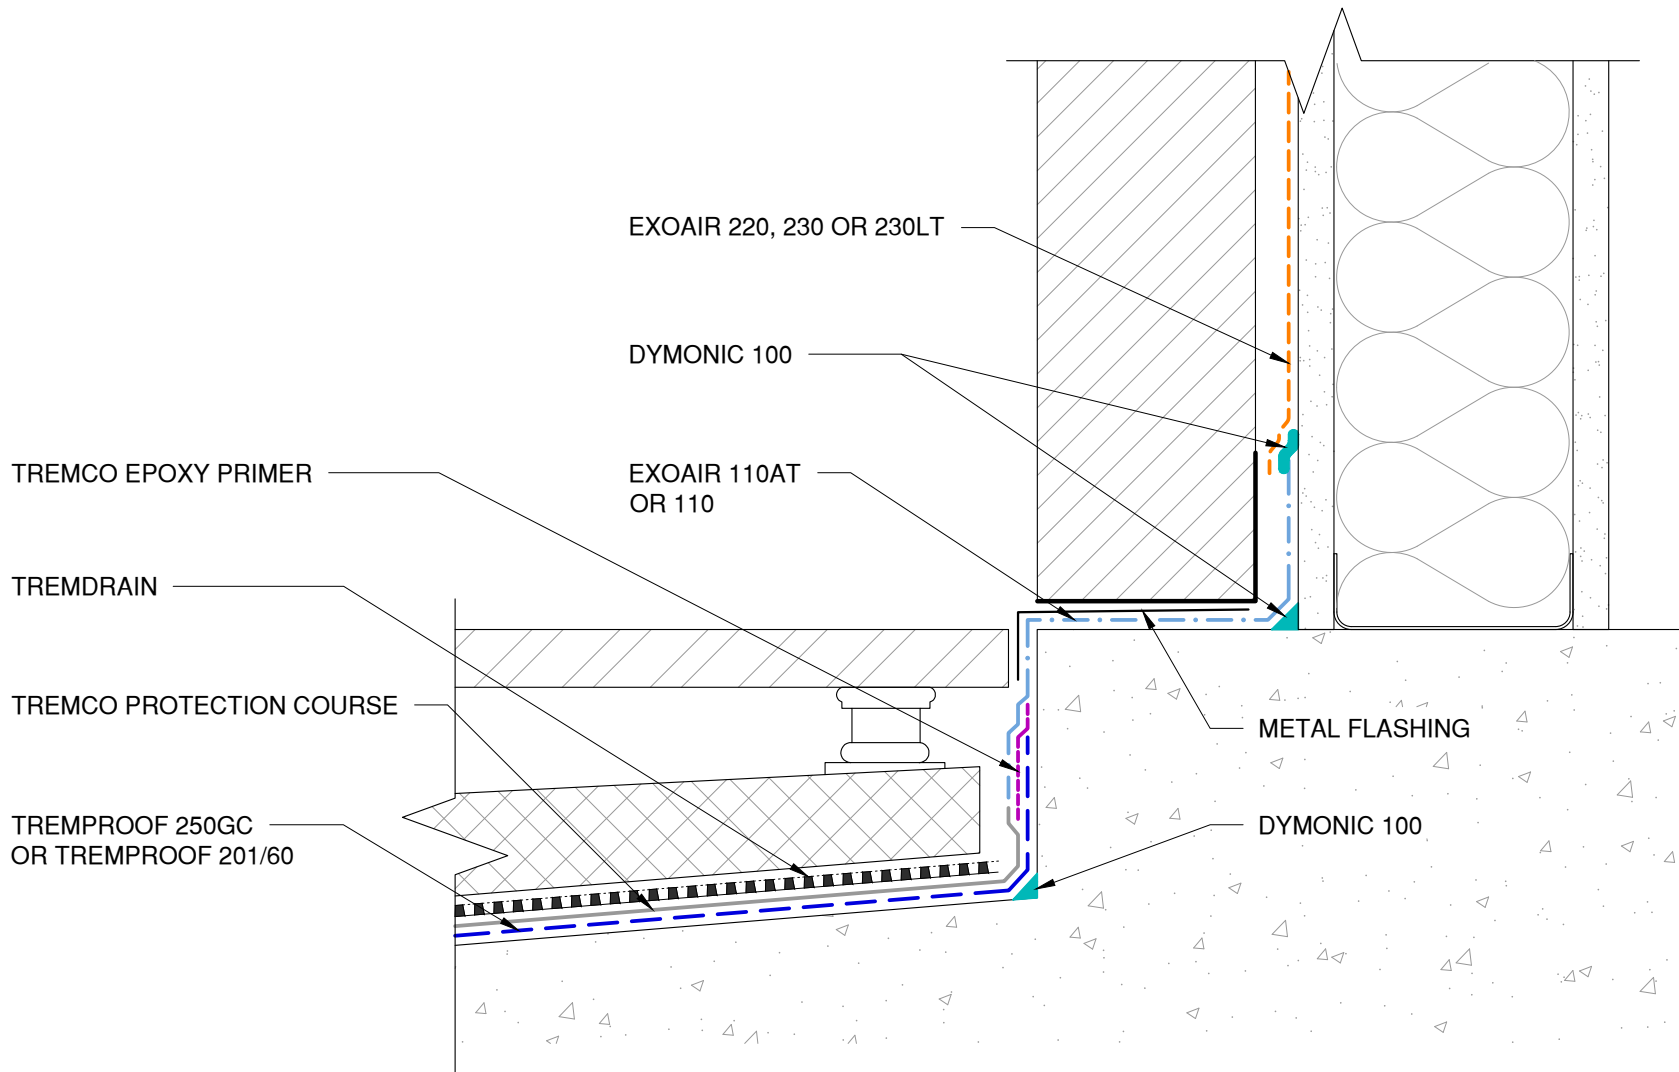 EXOAIR 220, 230 OR 230LT
DYMONIC 100
TREMCO EPOXY PRIMER
EXOAIR 110AT
OR 110
TREMDRAIN
TREMCO PROTECTION COURSE
METAL FLASHING
TREMPROOF 250GC
OR TREMPROOF 201/60
DYMONIC 100